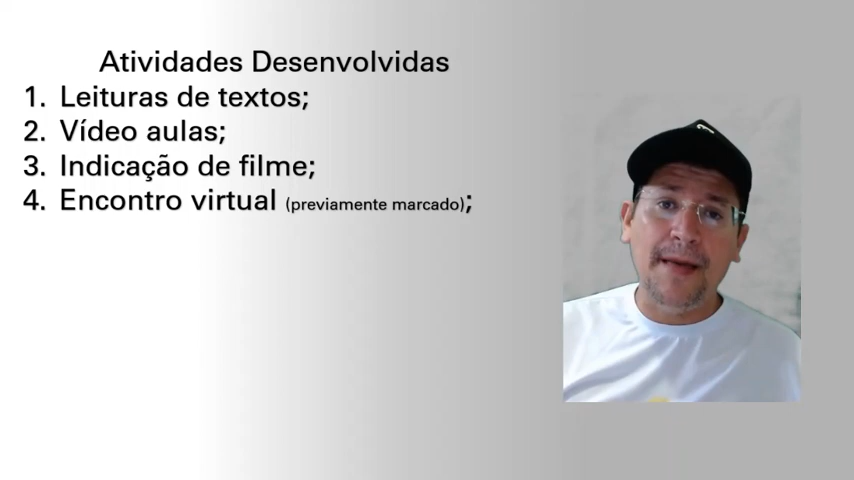 Atividades Desenvolvidas
1. Leituras de textos;
2. Vídeo aulas;
3. Indicação de filme;
4. Encontro virtual (previamente marcado);